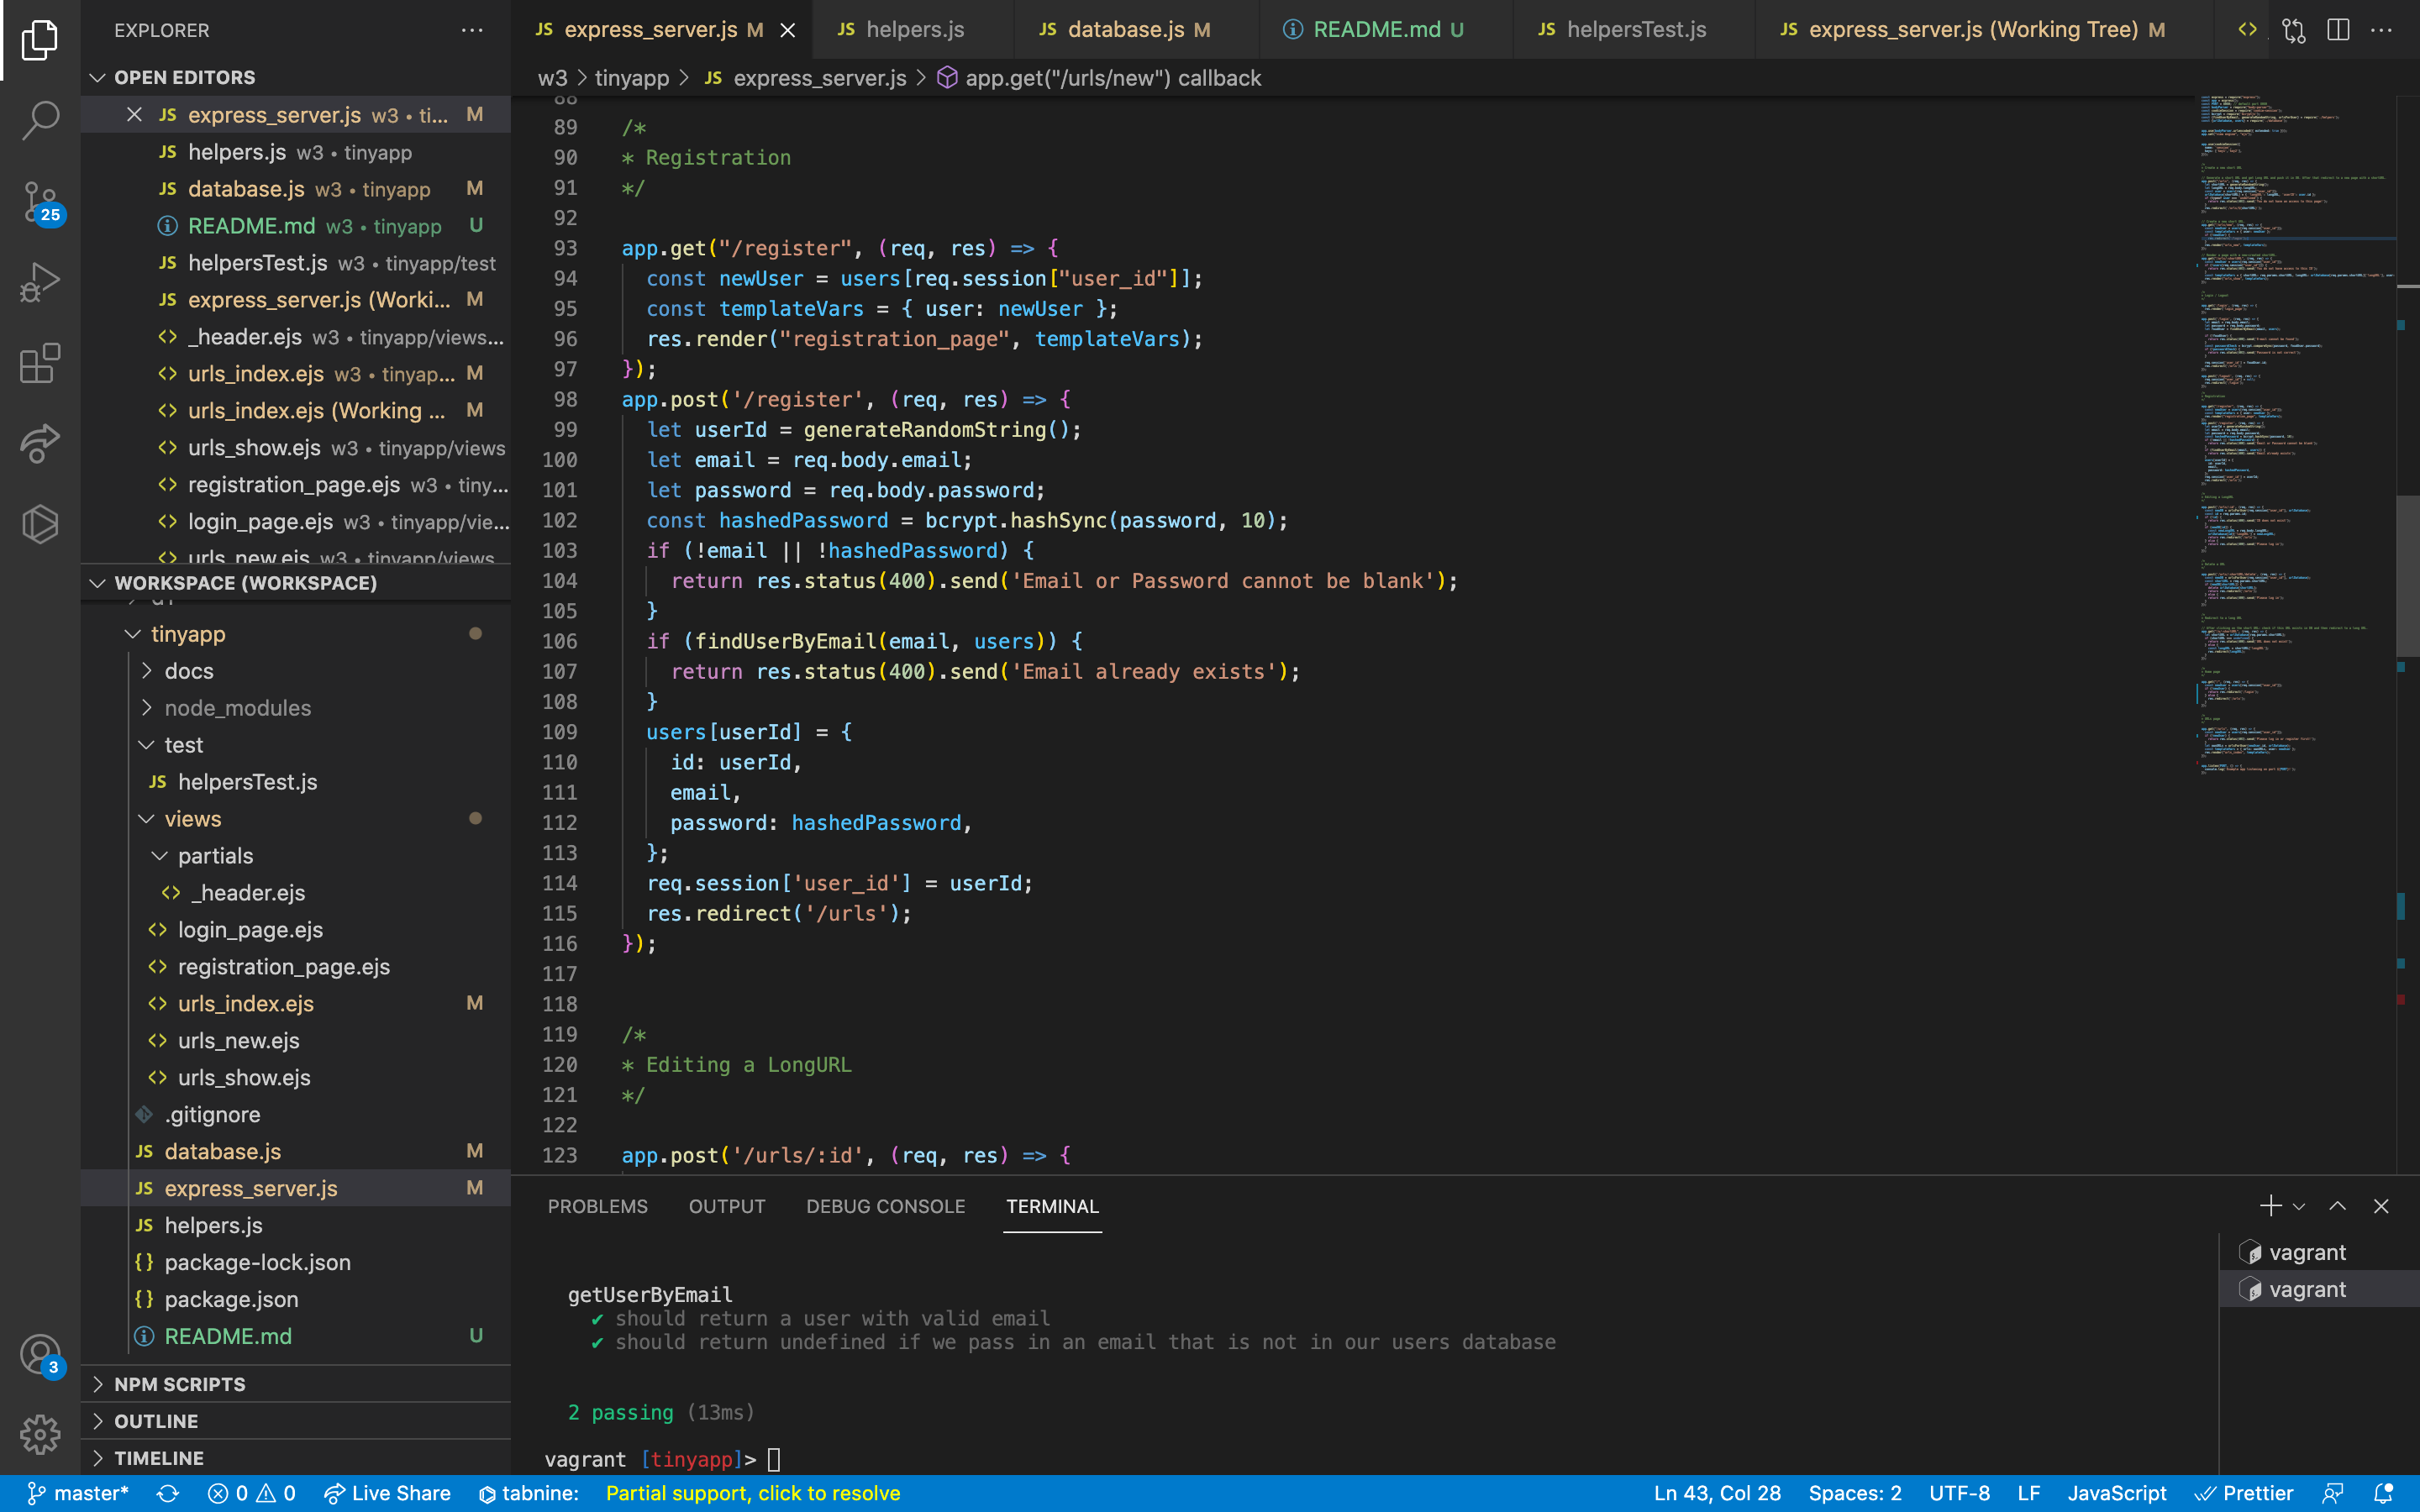 EXPLORER
OPEN EDITORS
express_server.js w3 • ti... M
helpers.js w3 • tinyapp
database.js w3 • tinyapp M
README.md w3 • tinyapp U
helpersTest.js w3 • tinyapp/test
express_server.js (Worki... M
_header.ejs w3 • tinyapp/views...
urls_index.ejs w3 • tinyap... M
urls_index.ejs (Working ... M
urls_show.ejs w3 • tinyapp/views
registration_page.ejs w3 • tiny...
login_page.ejs w3 • tinyapp/vie...
urls_new.ejs w3 • tinyapp/views
WORKSPACE (WORKSPACE)
tinyapp
docs
node_modules
test
helpersTest.js
views
partials
_header.ejs
login_page.ejs
registration_page.ejs
urls_index.ejs M
urls_new.ejs
urls_show.ejs
.gitignore
database.js M
express_server.js M
helpers.js
package-lock.json
package.json
README.md U
NPM SCRIPTS
OUTLINE
TIMELINE
25
3
express_server.js M helpers.js database.js M README.md U helpersTest.js express_server.js (Working Tree) M
w3 > tinyapp > JS express_server.js > app.get("/urls/new") callback
88
89 /*
90 * Registration
91 */
92
93 app.get("/register", (req, res) => {
94 const newUser = users[req.session["user_id"]];
95 const templateVars = { user: newUser };
96 res.render("registration_page", templateVars);
97 });
98 app.post('/register', (req, res) => {
99 let userId = generateRandomString();
100 let email = req.body.email;
101 let password = req.body.password;
102 const hashedPassword = bcrypt.hashSync(password, 10);
103 if (!email || !hashedPassword) {
104 return res.status(400).send('Email or Password cannot be blank');
105 }
106 if (findUserByEmail(email, users)) {
107 return res.status(400).send('Email already exists');
108 }
109 users[userId] = {
110 id: userId,
111 email,
112 password: hashedPassword,
113 };
114 req.session['user_id'] = userId;
115 res.redirect('/urls');
116 });
117
118
119 /*
120 * Editing a LongURL
121 */
122
123 app.post('/urls/:id', (req, res) => {
PROBLEMS OUTPUT DEBUG CONSOLE TERMINAL
getUserByEmail
✔ should return a user with valid email
✔ should return undefined if we pass in an email that is not in our users database
2 passing (13ms)
vagrant [tinyapp]>
vagrant
vagrant
master* 0 0 Live Share tabnine: Partial support, click to resolve Ln 43, Col 28 Spaces: 2 UTF-8 LF JavaScript Prettier